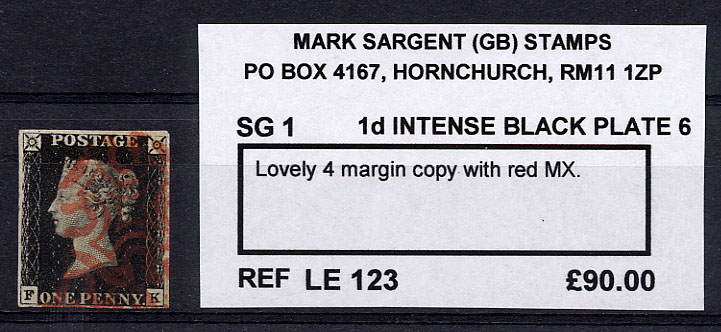 MARK SARGENT (GB) STAMPS
PO BOX 4167, HORNCHURCH, RM11 1ZP
SG 1 1d INTENSE BLACK PLATE 6
Lovely 4 margin copy with red MX.
REF LE 123 £90.00
POSTAGE
F ONE PENNY. K